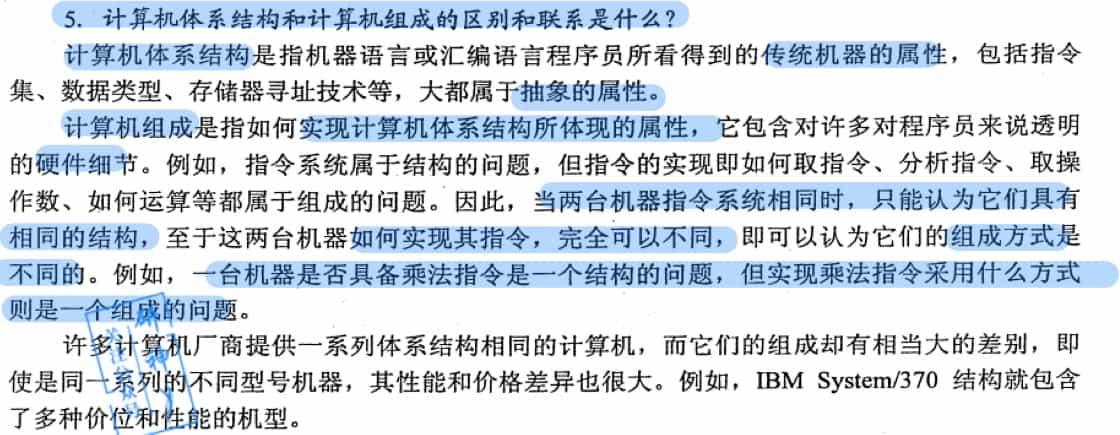 5. 计算机体系结构和计算机组成的区别和联系是什么?
计算机体系结构是指机器语言或汇编语言程序员所看得到的传统机器的属性，包括指令
集、数据类型、存储器寻址技术等，大都属于抽象的属性。
计算机组成是指如何实现计算机体系结构所体现的属性，它包含对许多对程序员来说透明
的硬件细节。例如，指令系统属于结构的问题，但指令的实现即如何取指令、分析指令、取操
作数、如何运算等都属于组成的问题。因此，当两台机器指令系统相同时，只能认为它们具有
相同的结构，至于这两台机器如何实现其指令，完全可以不同，即可以认为它们的组成方式是
不同的。例如，一台机器是否具备乘法指令是一个结构的问题，但实现乘法指令采用什么方式
则是一个组成的问题。
许多计算机厂商提供一系列体系结构相同的计算机，而它们的组成却有相当大的差别，即
使是同一系列的不同型号机器，其性能和价格差异也很大。例如，IBM System/370 结构就包含
了多种价位和性能的机型。